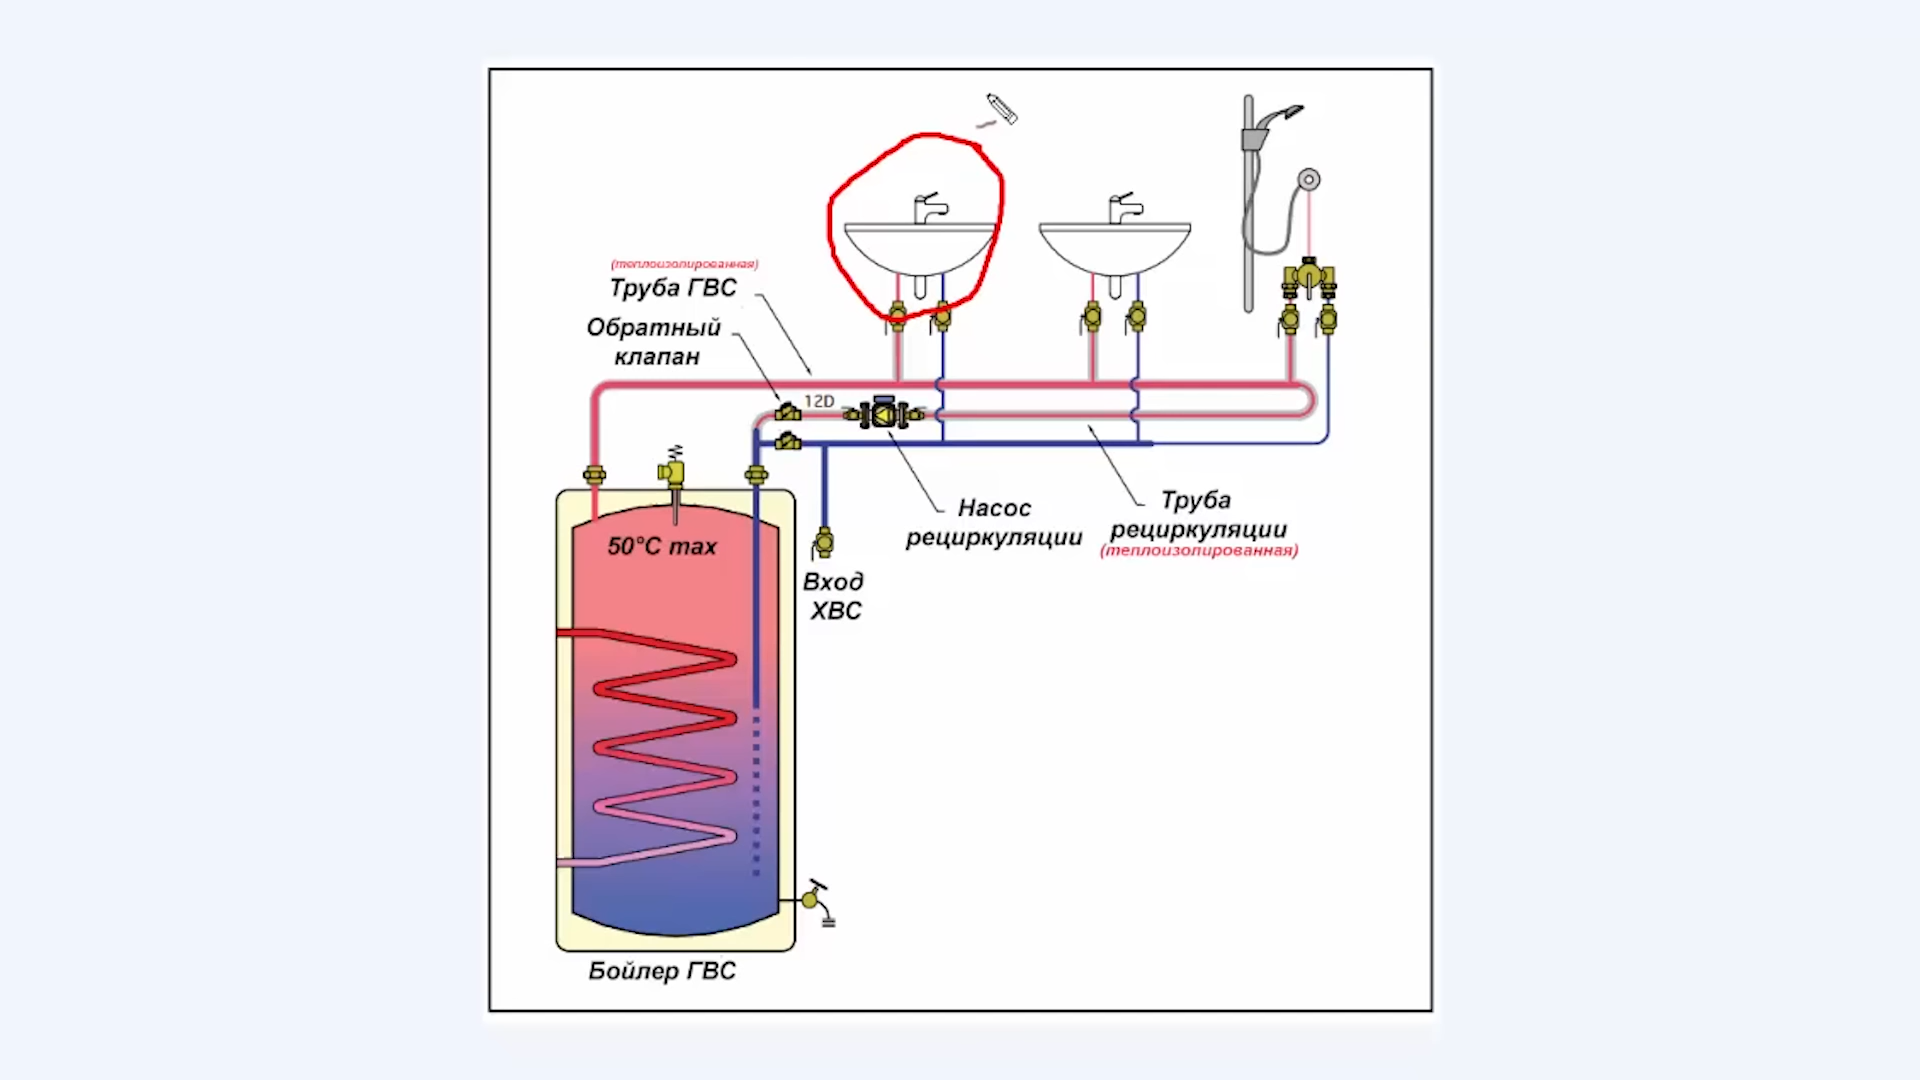 (теплоизолированная)
Труба ГВС
Обратный
клапан
12D
Насос
рециркуляции
Труба
рециркуляции
(теплоизолированная)
50°C max
Вход
ХВС
Бойлер ГВС